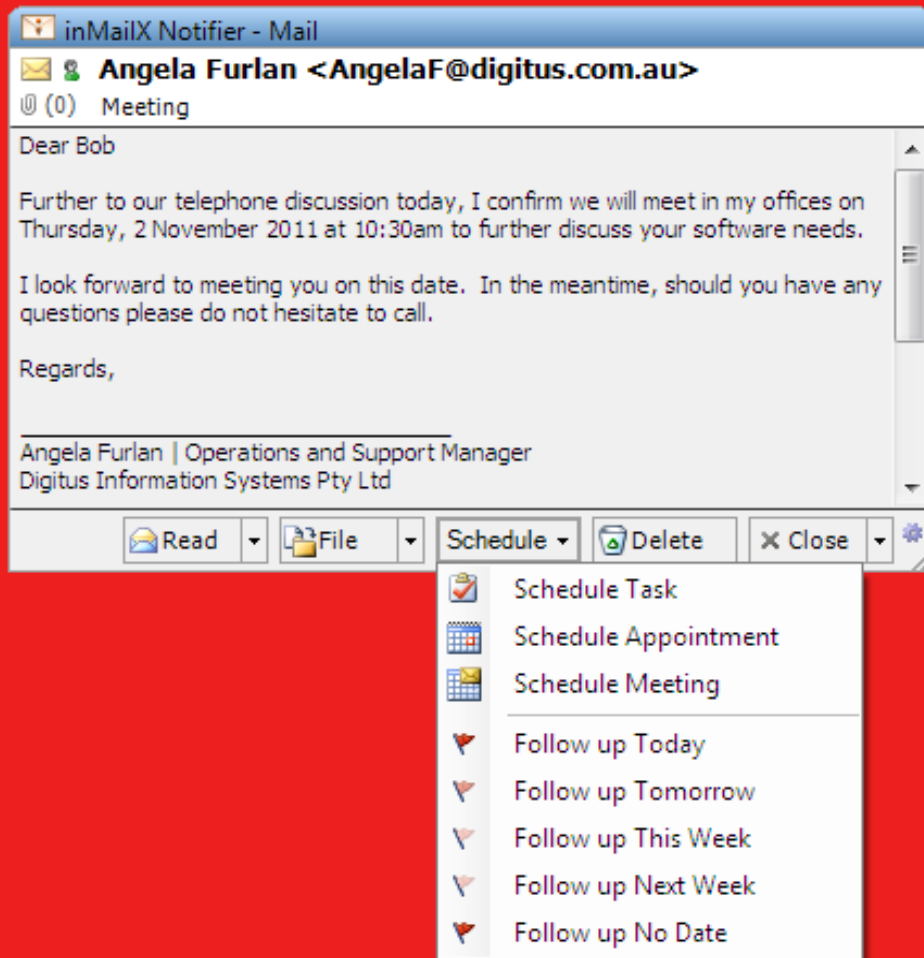 inMailX Notifier - Mail
Angela Furlan <AngelaF@digitus.com.au>
(0) Meeting
Dear Bob
Further to our telephone discussion today, I confirm we will meet in my offices on
Thursday, 2 November 2011 at 10:30am to further discuss your software needs.
I look forward to meeting you on this date.  In the meantime, should you have any
questions please do not hesitate to call.
Regards,
Angela Furlan | Operations and Support Manager
Digitus Information Systems Pty Ltd
Read File Schedule Delete Close
Schedule Task
Schedule Appointment
Schedule Meeting
Follow up Today
Follow up Tomorrow
Follow up This Week
Follow up Next Week
Follow up No Date